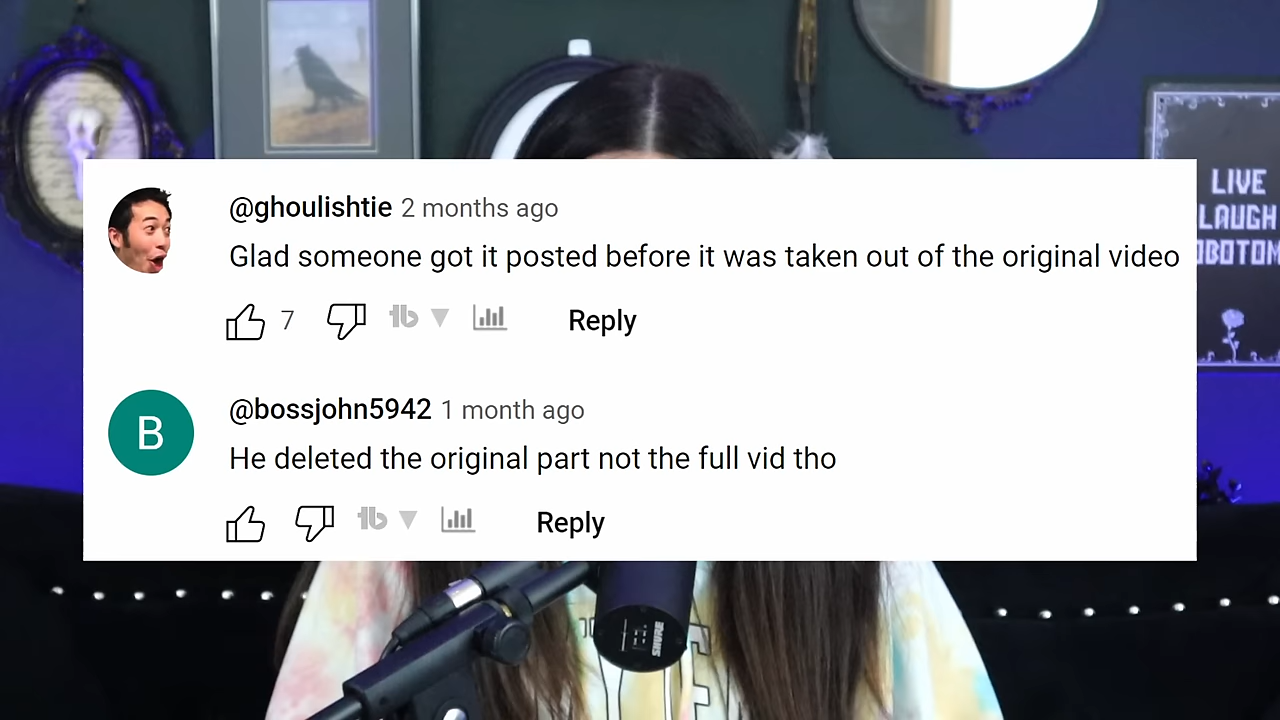 @ghoulishtie 2 months ago
Glad someone got it posted before it was taken out of the original video
7
Reply
B
@bossjohn5942 1 month ago
He deleted the original part not the full vid tho
Reply
LIVE
LAUGH
OBOTOM
SHURE